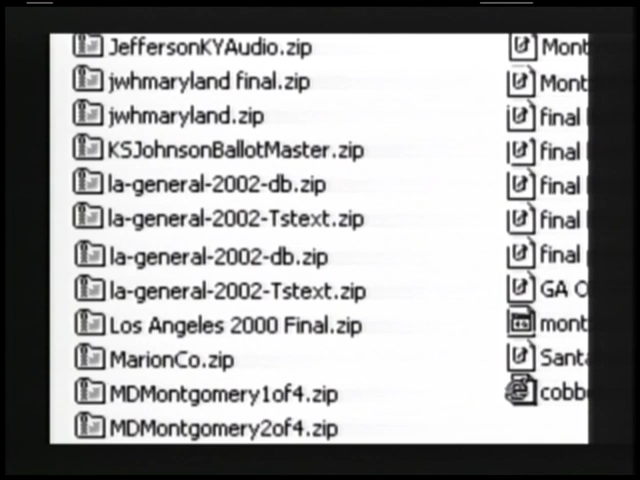 JeffersonKYAudio.zip
jwhmaryland final.zip
jwhmaryland.zip
KSJohnsonBallotMaster.zip
la-general-2002-db.zip
la-general-2002-Tstext.zip
la-general-2002-db.zip
la-general-2002-Tstext.zip
Los Angeles 2000 Final.zip
MarionCo.zip
MDMontgomery1of4.zip
MDMontgomery2of4.zip
Mont
Mont
final
final
final
final
final
GA O
mont
Santa
cobb